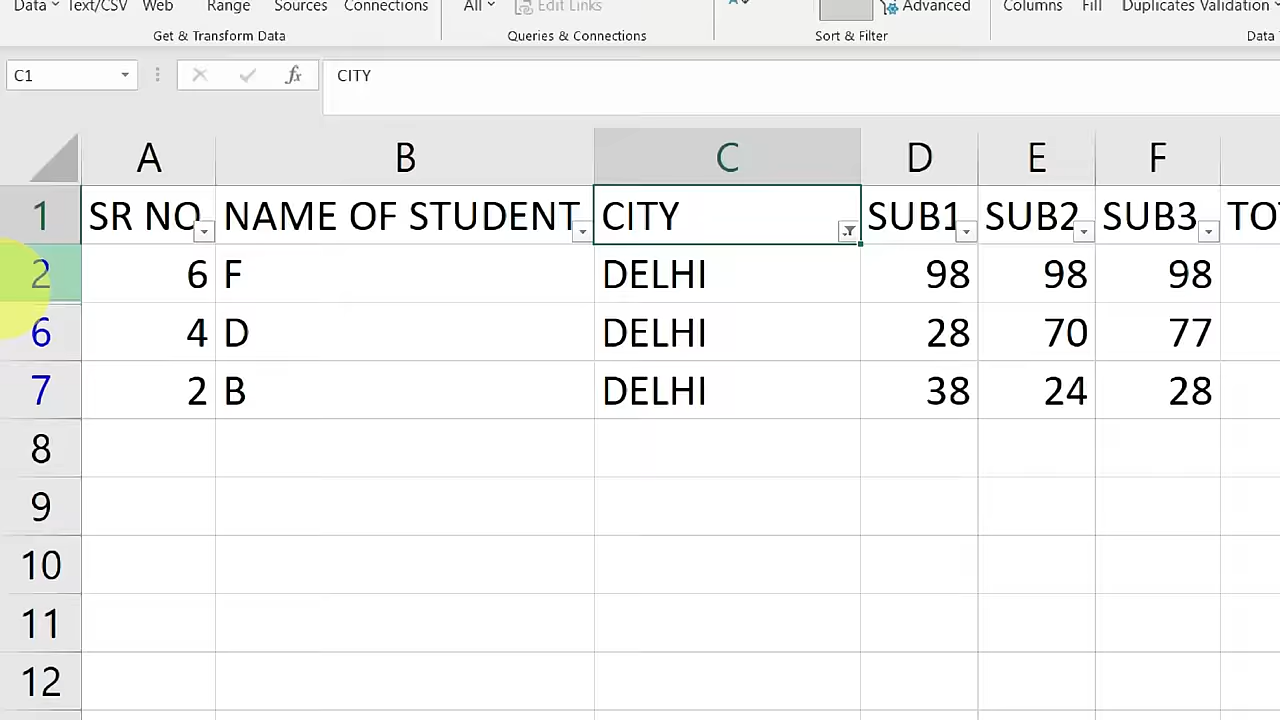 Data Text/CSV Web Range Sources Connections All Edit Links Advanced Columns Fill Duplicates Validation
Get & Transform Data Queries & Connections Sort & Filter Data
C1 fx CITY
A B C D E F
1 SR NO NAME OF STUDENT CITY SUB1 SUB2 SUB3
2 6 F DELHI 98 98 98
6 4 D DELHI 28 70 77
7 2 B DELHI 38 24 28
8
9
10
11
12